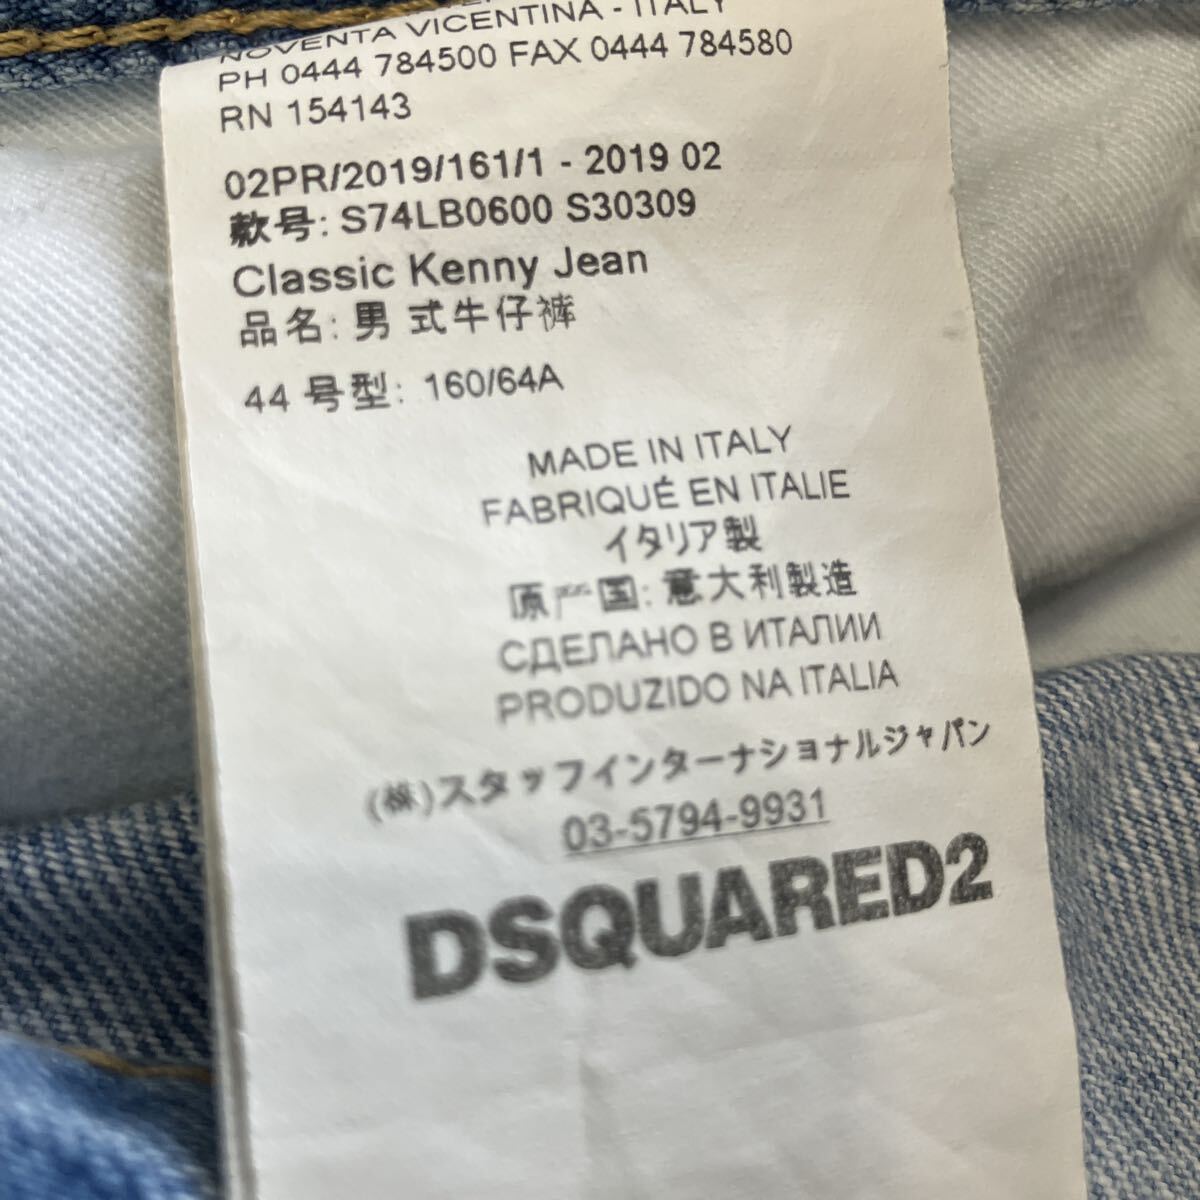 NOVENTA VICENTINA - ITALY
PH 0444 784500 FAX 0444 784580
RN 154143
02PR/2019/161/1 - 2019 02
款号: S74LB0600 S30309
Classic Kenny Jean
品名: 男 式牛仔裤
44 号型: 160/64A
MADE IN ITALY
FABRIQUÉ EN ITALIE
イタリア製
原产国: 意大利製造
СДЕЛАНО В ИТАЛИИ
PRODUZIDO NA ITALIA
(株)スタッフインターナショナルジャパン
03-5794-9931
DSQUARED2